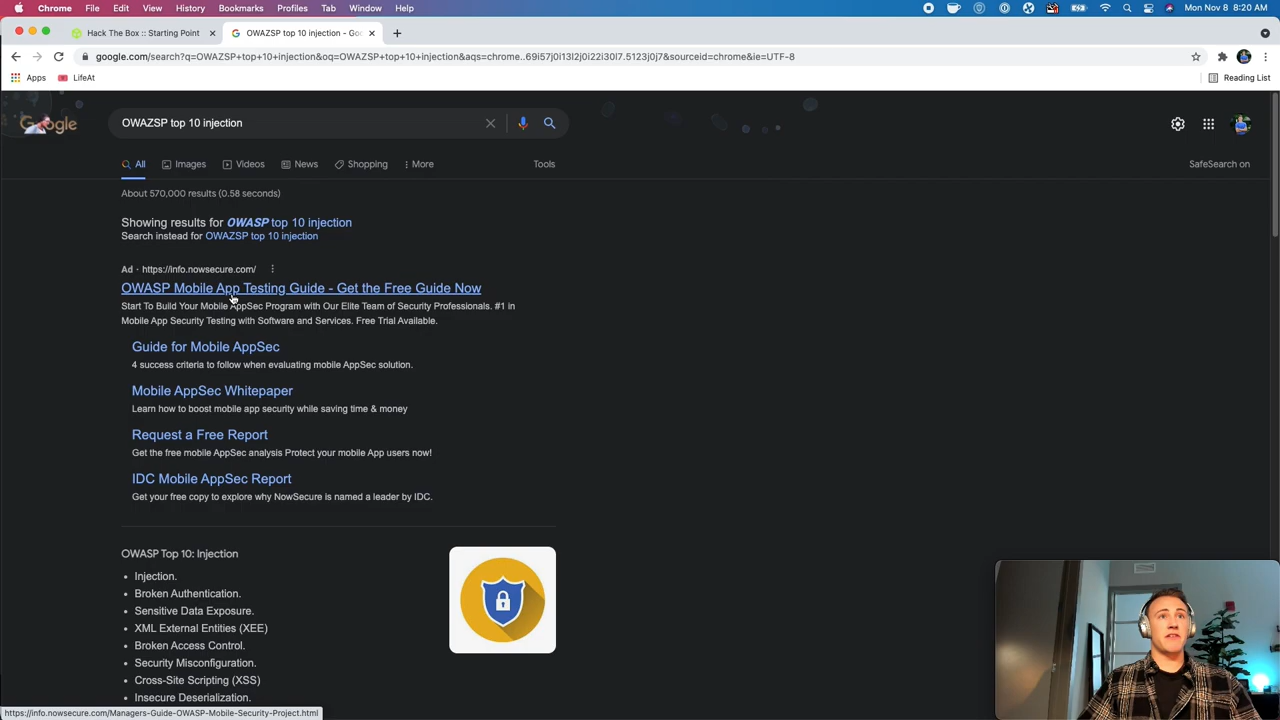 Chrome File Edit View History Bookmarks Profiles Tab Window Help Mon Nov 8 8:20 AM
Hack The Box :: Starting Point OWAZSP top 10 injection - Goo
google.com/search?q=OWAZSP+top+10+injection&oq=OWAZSP+top+10+injection&aqs=chrome..69i57j0i13l2j0i22i30l7.5123j0j7&sourceid=chrome&ie=UTF-8
Apps LifeAt Reading List
Google OWAZSP top 10 injection
All Images Videos News Shopping More Tools SafeSearch on
About 570,000 results (0.58 seconds)
Showing results for OWASP top 10 injection
Search instead for OWAZSP top 10 injection
Ad · https://info.nowsecure.com/
OWASP Mobile App Testing Guide - Get the Free Guide Now
Start To Build Your Mobile AppSec Program with Our Elite Team of Security Professionals. #1 in
Mobile App Security Testing with Software and Services. Free Trial Available.
Guide for Mobile AppSec
4 success criteria to follow when evaluating mobile AppSec solution.
Mobile AppSec Whitepaper
Learn how to boost mobile app security while saving time & money
Request a Free Report
Get the free mobile AppSec analysis Protect your mobile App users now!
IDC Mobile AppSec Report
Get your free copy to explore why NowSecure is named a leader by IDC.
OWASP Top 10: Injection
• Injection.
• Broken Authentication.
• Sensitive Data Exposure.
• XML External Entities (XEE)
• Broken Access Control.
• Security Misconfiguration.
• Cross-Site Scripting (XSS)
• Insecure Deserialization.
https://info.nowsecure.com/Managers-Guide-OWASP-Mobile-Security-Project.html